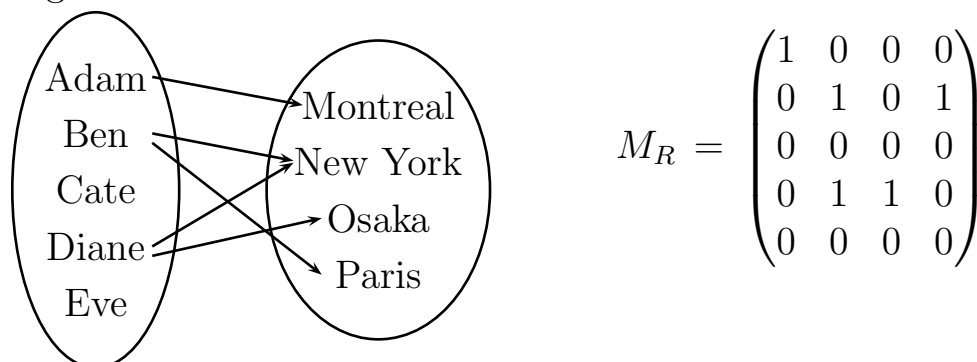 Adam
Ben
Cate
Diane
Eve
Montreal
New York
Osaka
Paris
M_R = 
1 0 0 0
0 1 0 1
0 0 0 0
0 1 1 0
0 0 0 0